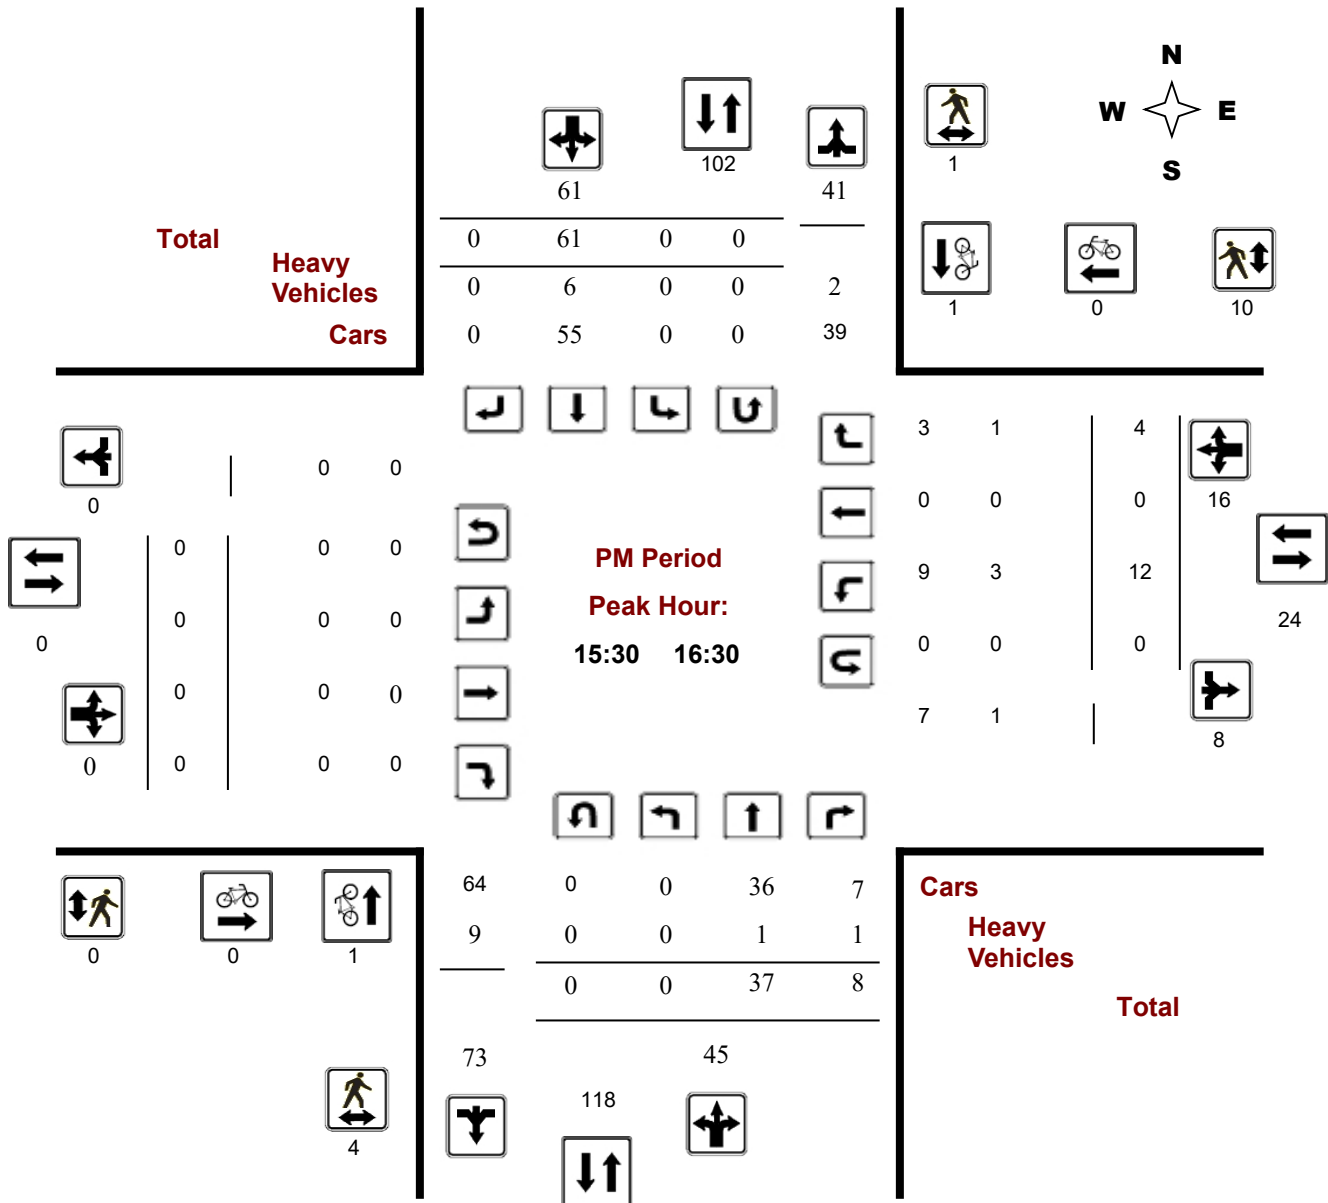 N
W E
S
102
1
61 41
Total
0 61 0 0
Heavy
Vehicles
0 6 0 0 2
1 0 10
Cars
0 55 0 0 39
3 1 4
0 0
0
16
0 0 0
0 0 0
PM Period
9 3 12
Peak Hour:
0 0 0
24
0
15:30 16:30
0 0 0
0 0 0
7 1
8
0
0 0 0
64 0 0 36 7
Cars
9 0 0 1 1
Heavy
Vehicles
0 0 1
0 0 37 8
Total
73 45
118
4